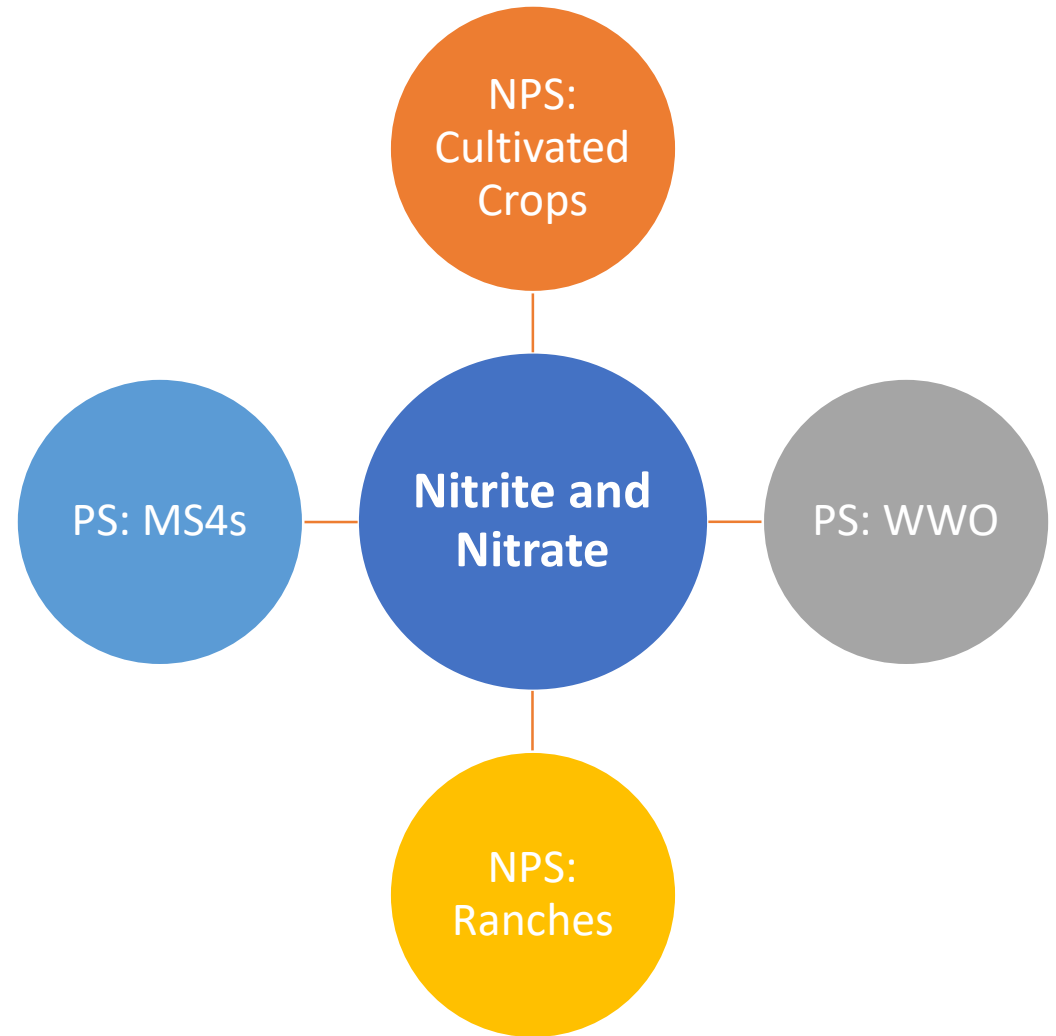 NPS:
Cultivated
Crops
PS: MS4s
Nitrite and
Nitrate
PS: WWO
NPS:
Ranches